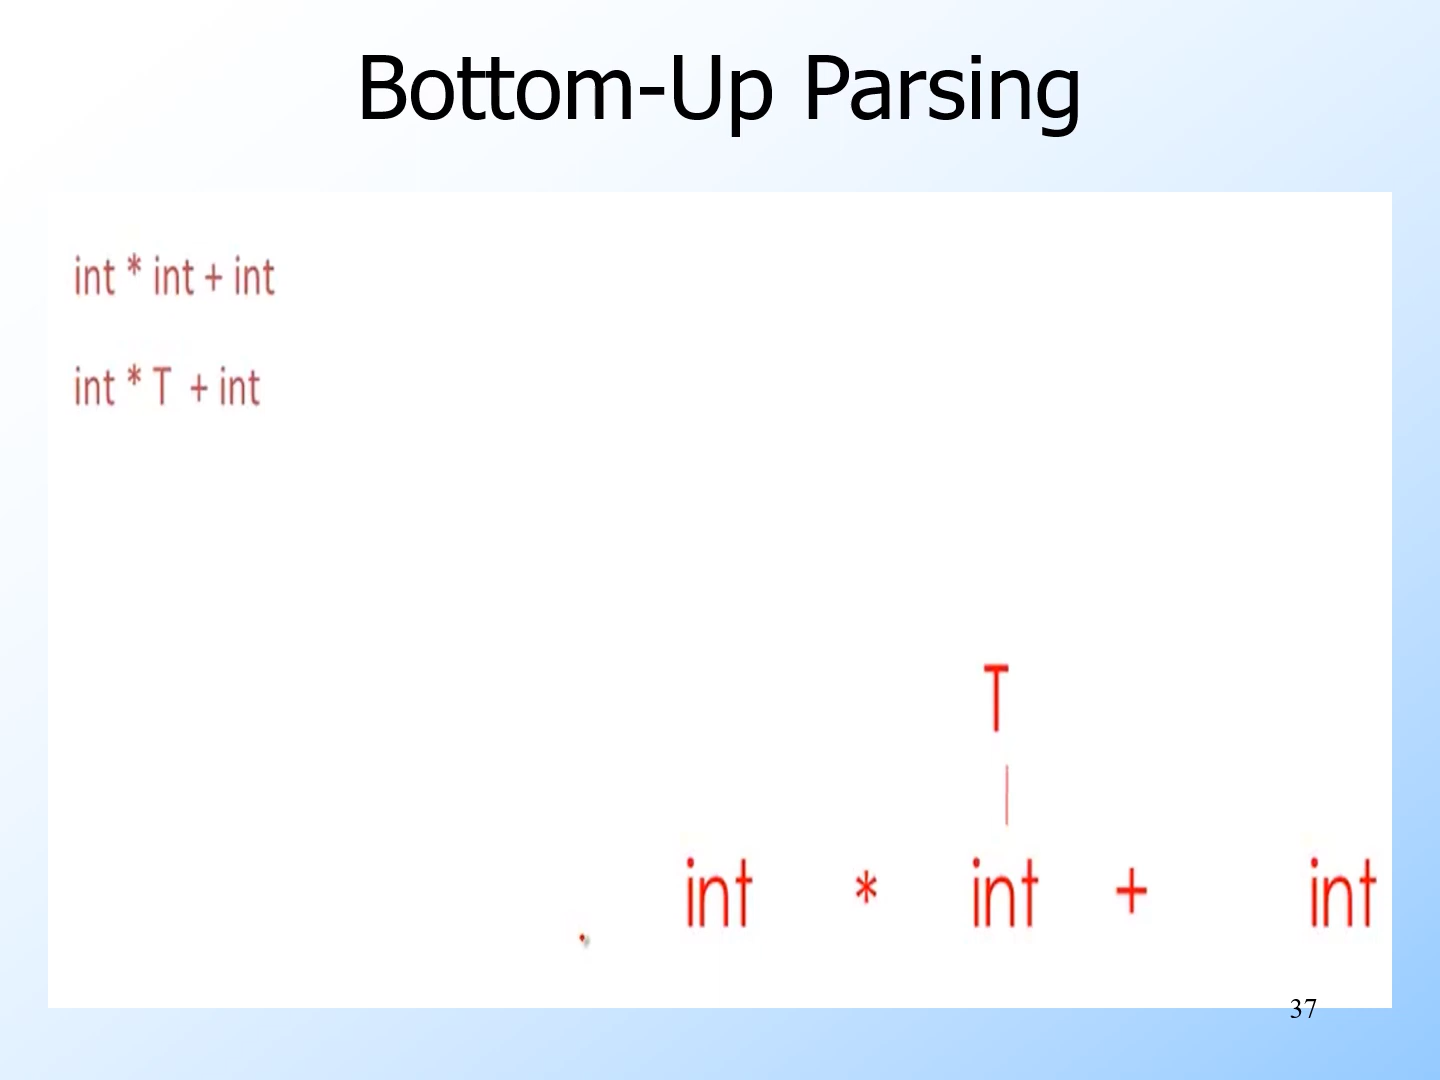 Bottom-Up Parsing
int * int + int
int * T + int
T
int * int + int
37